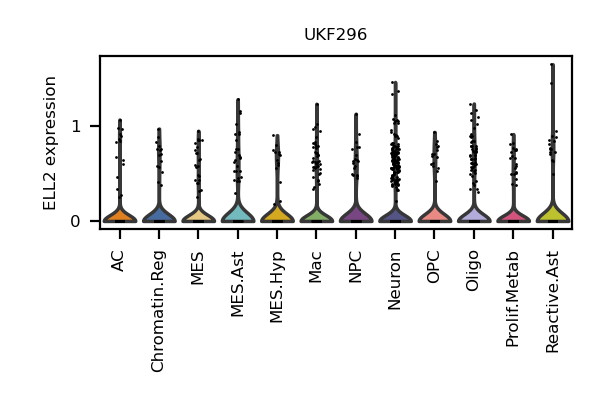 UKF296
ELL2 expression
1
0
AC
Chromatin.Reg
MES
MES.Ast
MES.Hyp
Mac
NPC
Neuron
OPC
Oligo
Prolif.Metab
Reactive.Ast